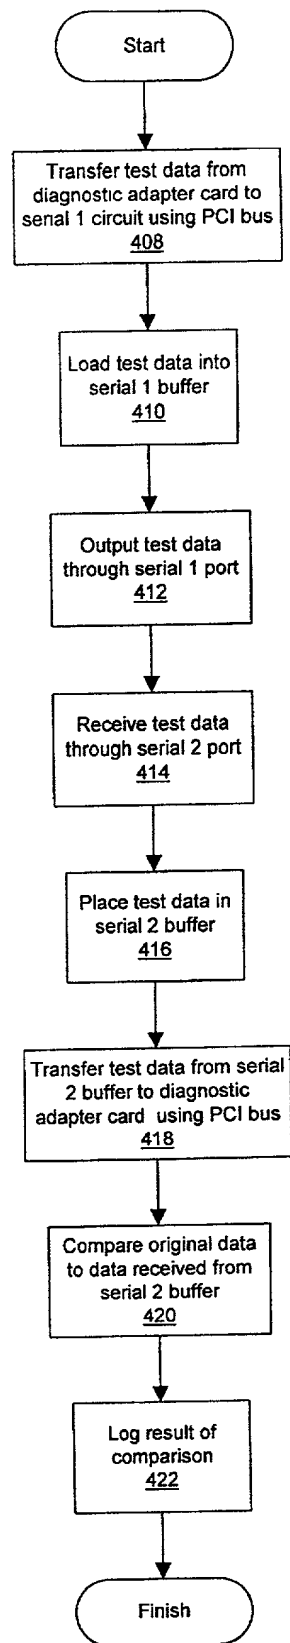 Start
Transfer test data from
diagnostic adapter card to
serial 1 circuit using PCI bus
408
Load test data into
serial 1 buffer
410
Output test data
through serial 1 port
412
Receive test data
through serial 2 port
414
Place test data in
serial 2 buffer
416
Transfer test data from serial
2 buffer to diagnostic
adapter card using PCI bus
418
Compare original data
to data received from
serial 2 buffer
420
Log result of
comparison
422
Finish